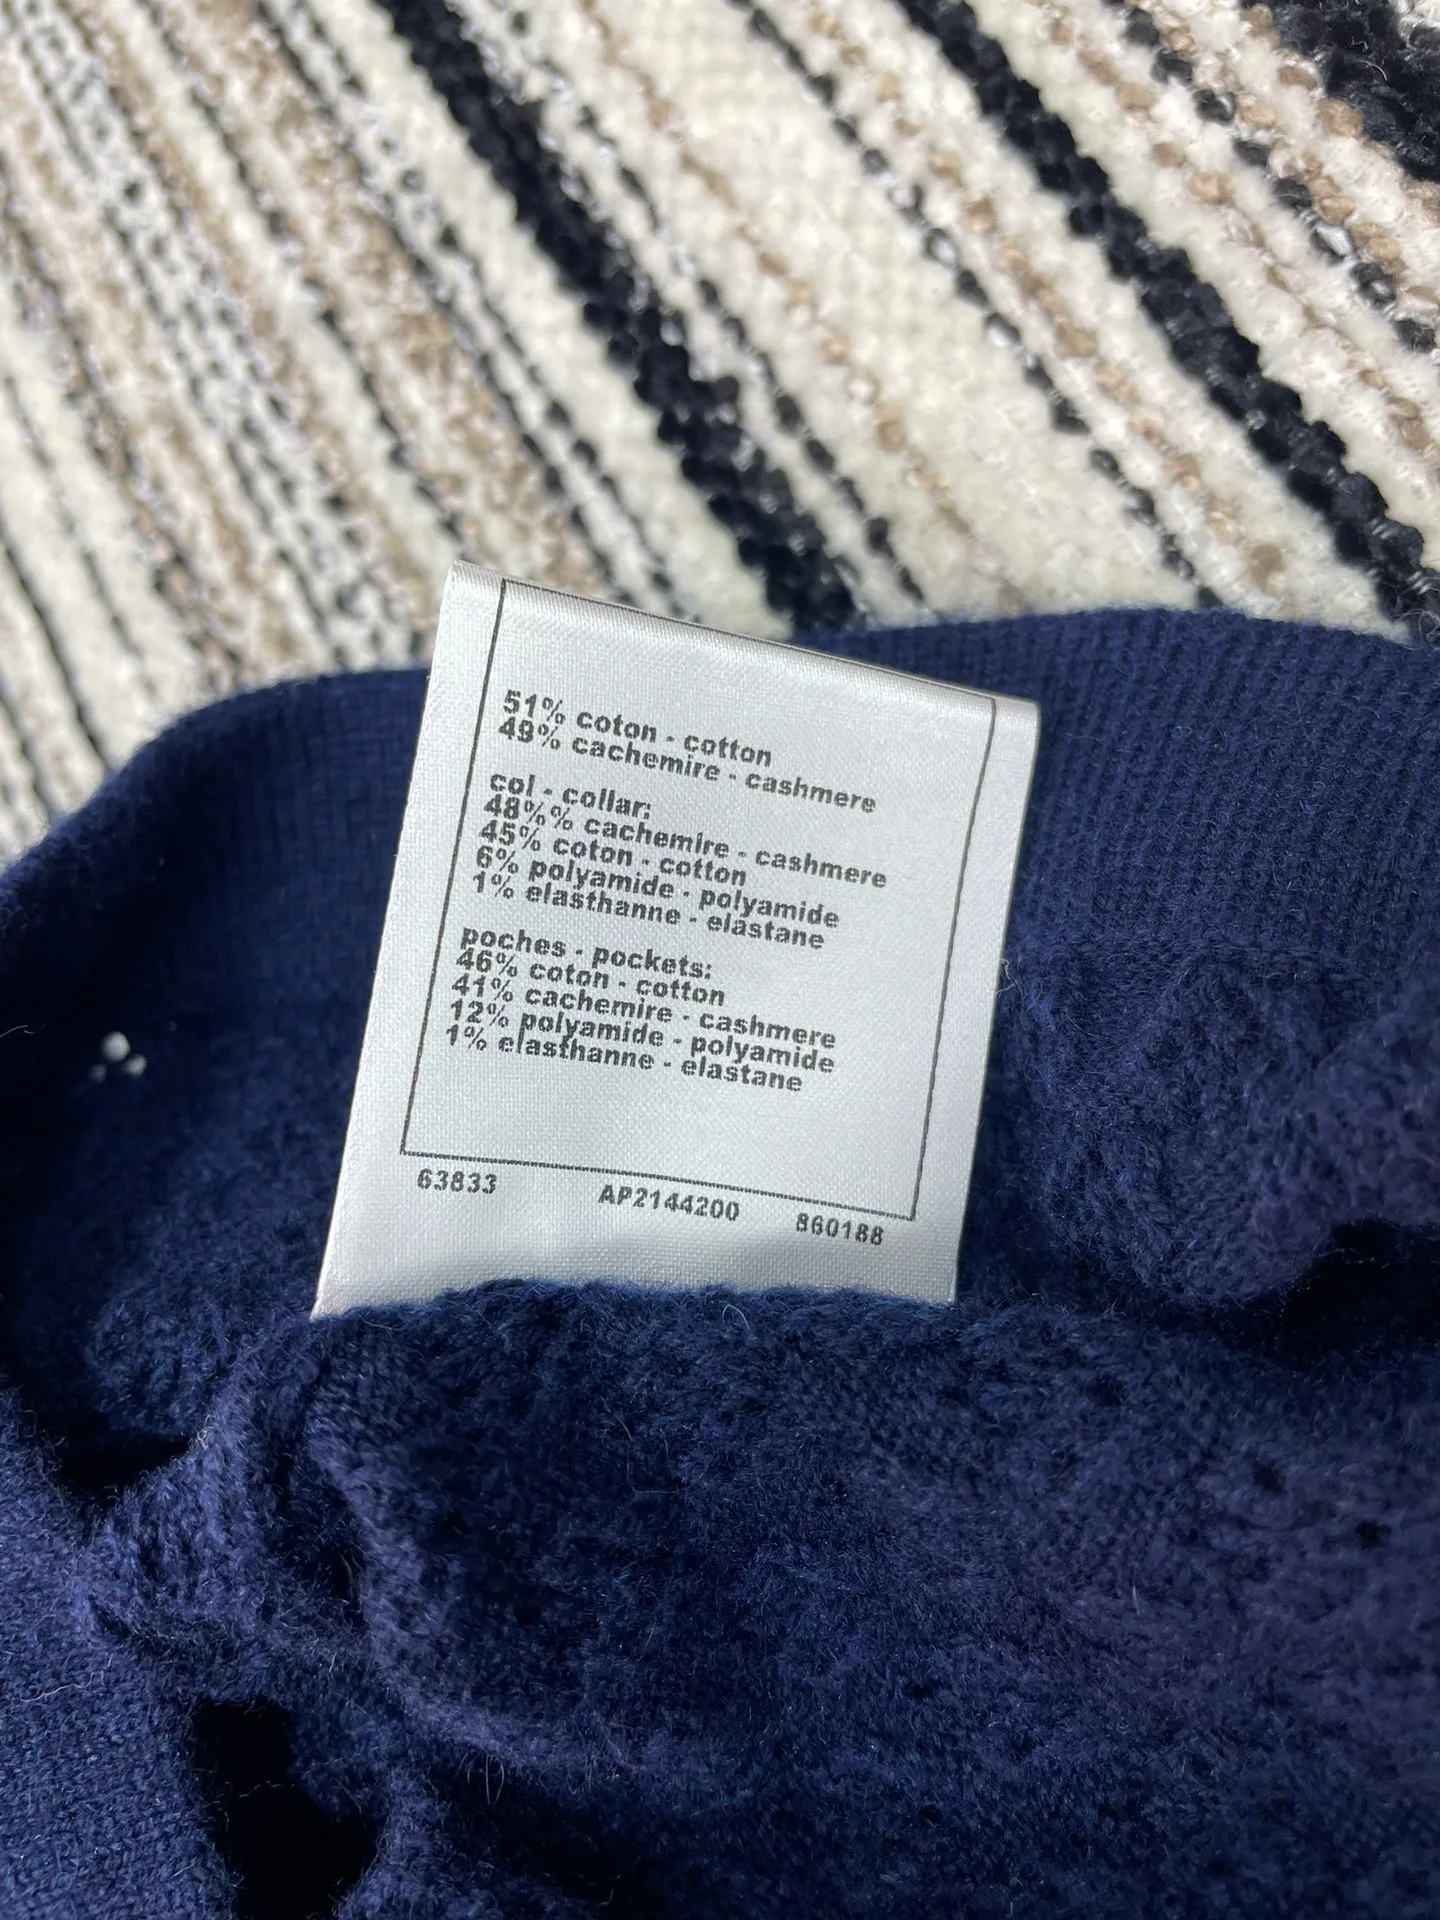 51% coton - cotton
49% cachemire - cashmere
col - collar:
48%% cachemire - cashmere
45% coton - cotton
6% polyamide - polyamide
1% elasthanne - elastane
poches - pockets:
46% coton - cotton
41% cachemire - cashmere
12% polyamide - polyamide
1% elasthanne - elastane
63833 AP2144200 860188